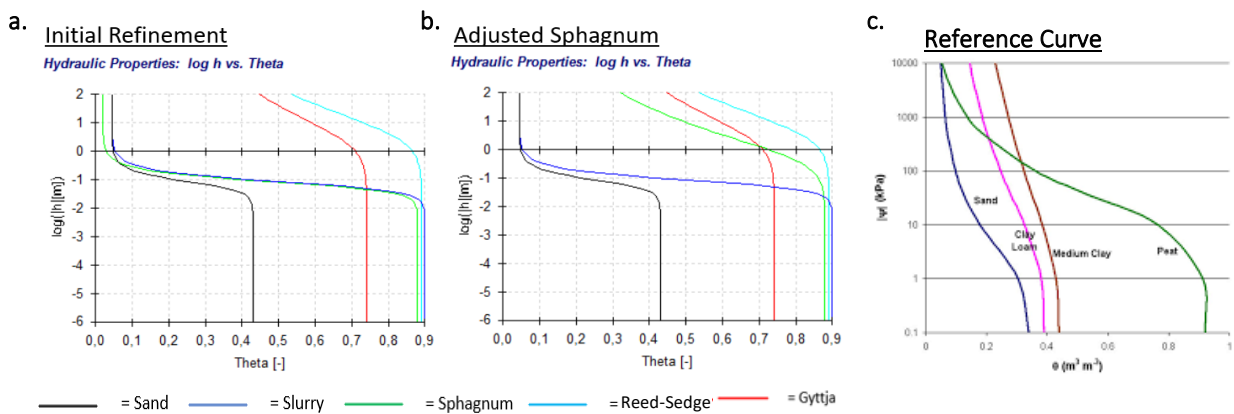 a.
Initial Refinement
Hydraulic Properties: log h vs. Theta
log(|h|[m])
2
1
0
-1
-2
-3
-4
-5
-6
0,0 0,1 0,2 0,3 0,4 0,5 0,6 0,7 0,8 0,9
Theta [-]
b.
Adjusted Sphagnum
Hydraulic Properties: log h vs. Theta
log(|h|[m])
2
1
0
-1
-2
-3
-4
-5
-6
0,0 0,1 0,2 0,3 0,4 0,5 0,6 0,7 0,8 0,9
Theta [-]
c.
Reference Curve
|ψ| (kPa)
10000
1000
100
10
1
0.1
Sand
Clay
Loam
Medium Clay
Peat
0 0.2 0.4 0.6 0.8 1
θ (m³ m⁻³)
= Sand = Slurry = Sphagnum = Reed-Sedge = Gyttja